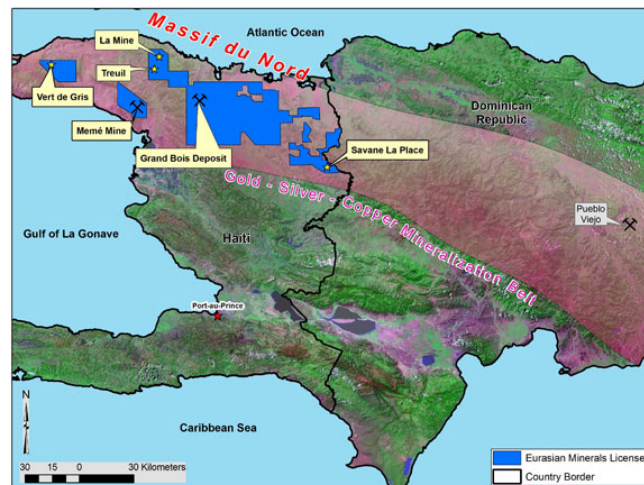 Atlantic Ocean
Massif du Nord
La Mine
Treuil
Vert de Gris
Memé Mine
Grand Bois Deposit
Savane La Place
Dominican
Republic
Gold - Silver - Copper Mineralization Belt
Pueblo
Viejo
Gulf of La Gonave
Haiti
Port-au-Prince
Caribbean Sea
N
30 15 0 30 Kilometers
Eurasian Minerals License
Country Border